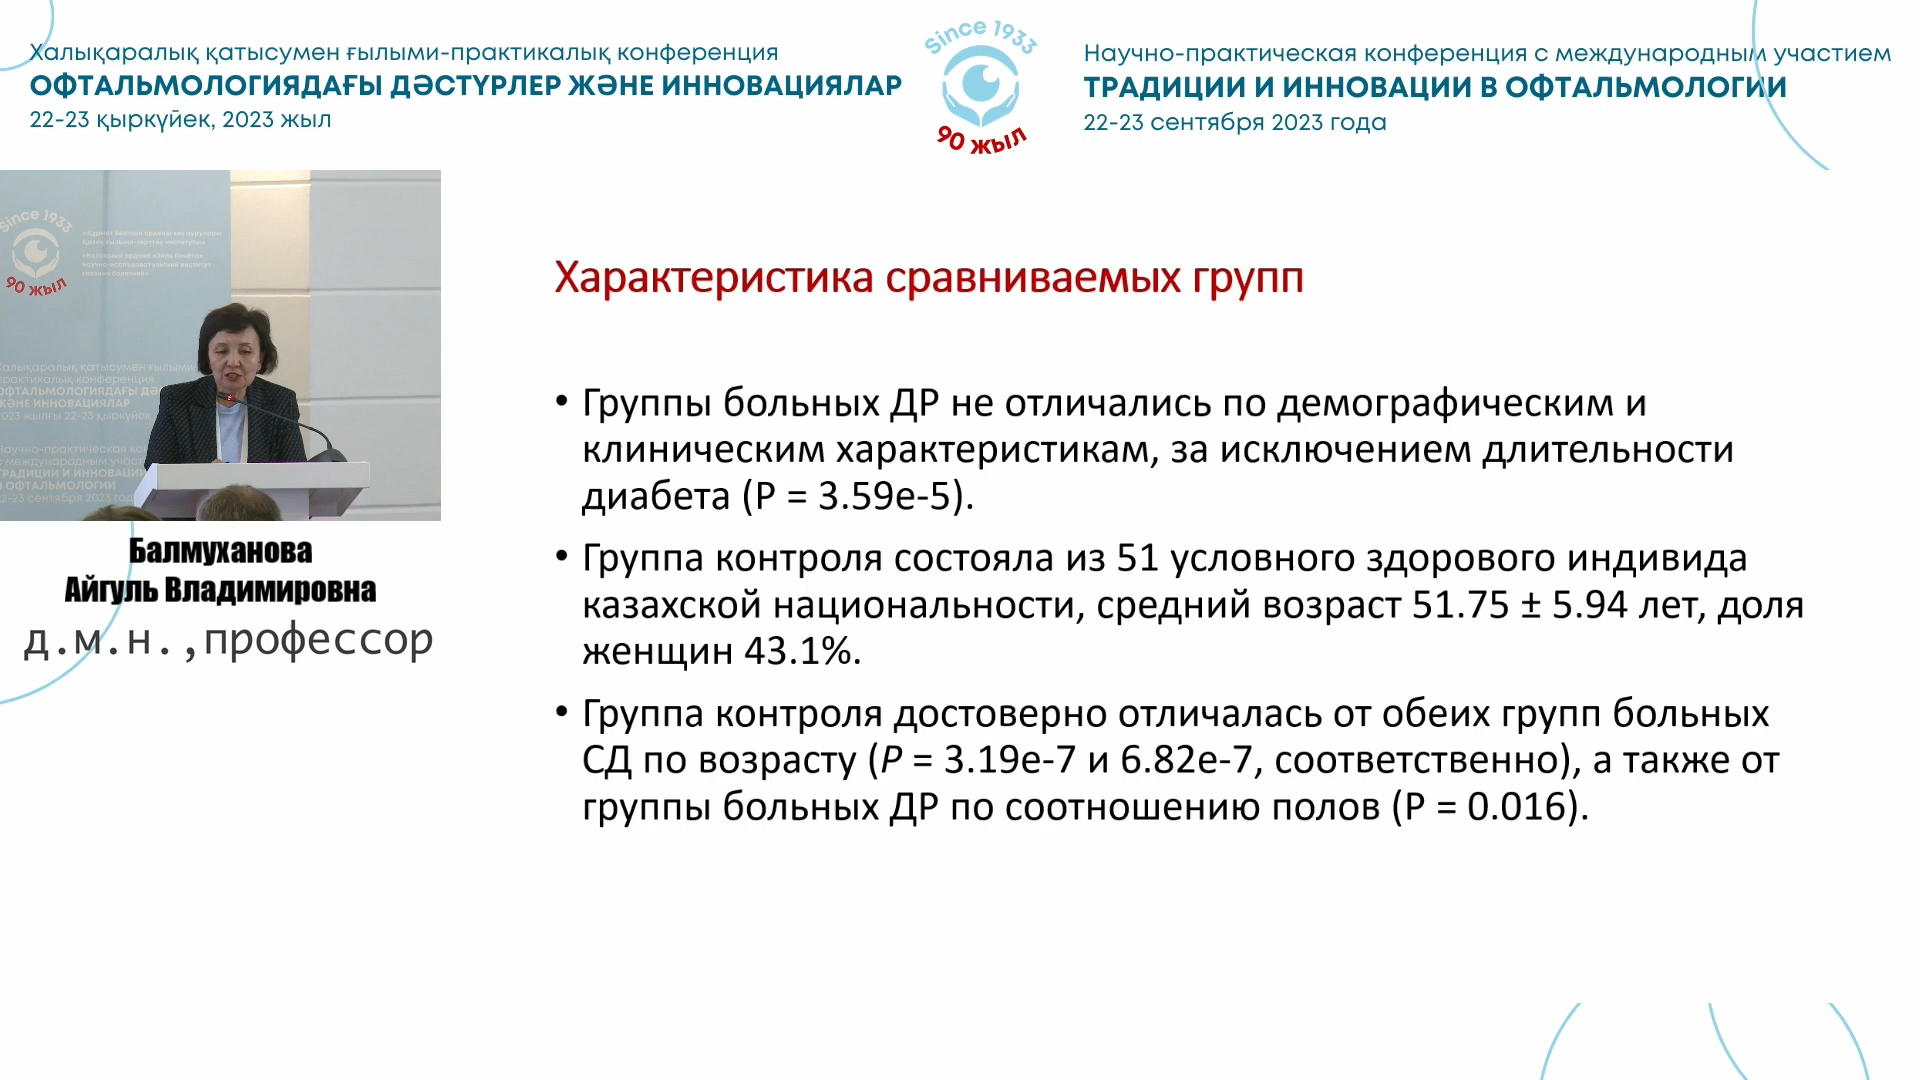 Халықаралық қатысумен ғылыми-практикалық конференция
ОФТАЛЬМОЛОГИЯДАҒЫ ДӘСТҮРЛЕР ЖӘНЕ ИННОВАЦИЯЛАР
22-23 қыркүйек, 2023 жыл
Since 1933
90 жыл
Научно-практическая конференция с международным участием
ТРАДИЦИИ И ИННОВАЦИИ В ОФТАЛЬМОЛОГИИ
22-23 сентября 2023 года
Since 1933
90 жыл
Балмуханова
Айгуль Владимировна
д.м.н.,профессор
Характеристика сравниваемых групп
• Группы больных ДР не отличались по демографическим и
клиническим характеристикам, за исключением длительности
диабета (P = 3.59e-5).
• Группа контроля состояла из 51 условного здорового индивида
казахской национальности, средний возраст 51.75 ± 5.94 лет, доля
женщин 43.1%.
• Группа контроля достоверно отличалась от обеих групп больных
СД по возрасту (P = 3.19e-7 и 6.82e-7, соответственно), а также от
группы больных ДР по соотношению полов (P = 0.016).